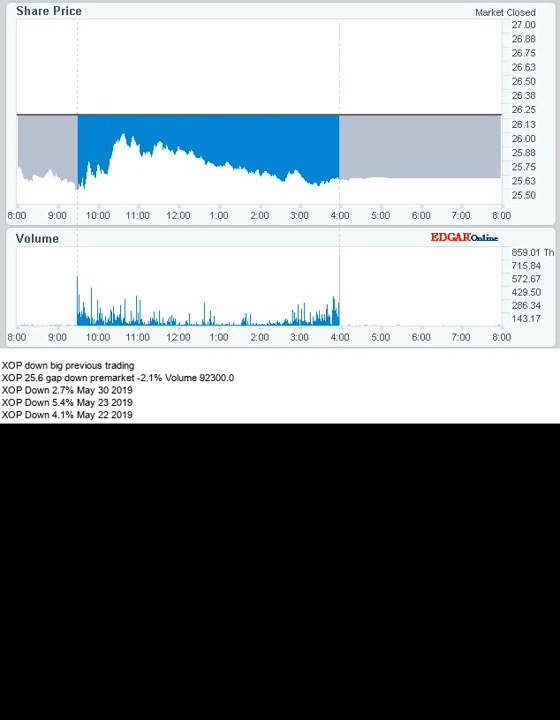 Share Price
Market Closed
27.00
26.88
26.75
26.63
26.50
26.38
26.25
26.13
26.00
25.88
25.75
25.63
25.50
8:00 9:00 10:00 11:00 12:00 1:00 2:00 3:00 4:00 5:00 6:00 7:00 8:00
Volume
EDGAROnline
859.01 Th
715.84
572.67
429.50
286.34
143.17
8:00 9:00 10:00 11:00 12:00 1:00 2:00 3:00 4:00 5:00 6:00 7:00 8:00
XOP down big previous trading
XOP 25.6 gap down premarket -2.1% Volume 92300.0
XOP Down 2.7% May 30 2019
XOP Down 5.4% May 23 2019
XOP Down 4.1% May 22 2019